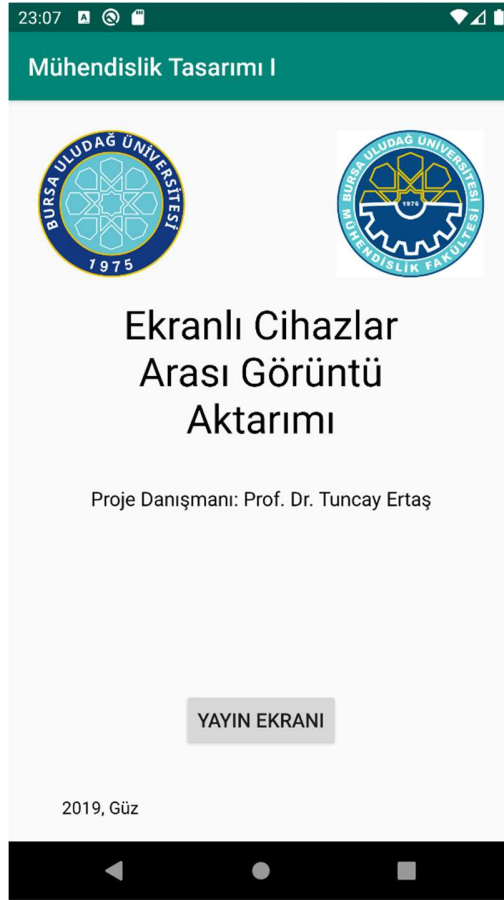 23:07
Mühendislik Tasarımı I
BURSA ULUDAĞ ÜNİVERSİTESİ
1975
BURSA ULUDAĞ ÜNİVERSİTESİ
1976
MÜHENDİSLİK FAKÜLTESİ
Ekranlı Cihazlar
Arası Görüntü
Aktarımı
Proje Danışmanı: Prof. Dr. Tuncay Ertaş
YAYIN EKRANI
2019, Güz